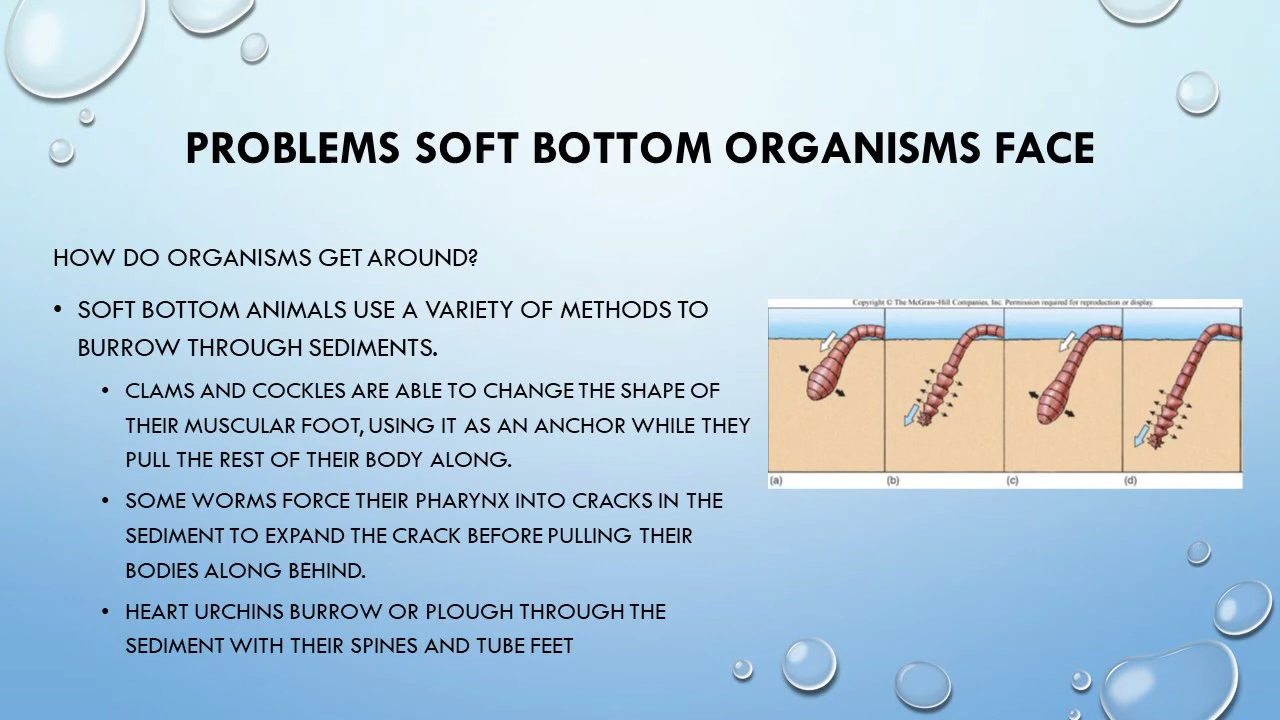 PROBLEMS SOFT BOTTOM ORGANISMS FACE
HOW DO ORGANISMS GET AROUND?
• SOFT BOTTOM ANIMALS USE A VARIETY OF METHODS TO
BURROW THROUGH SEDIMENTS.
• CLAMS AND COCKLES ARE ABLE TO CHANGE THE SHAPE OF
THEIR MUSCULAR FOOT, USING IT AS AN ANCHOR WHILE THEY
PULL THE REST OF THEIR BODY ALONG.
• SOME WORMS FORCE THEIR PHARYNX INTO CRACKS IN THE
SEDIMENT TO EXPAND THE CRACK BEFORE PULLING THEIR
BODIES ALONG BEHIND.
• HEART URCHINS BURROW OR PLOUGH THROUGH THE
SEDIMENT WITH THEIR SPINES AND TUBE FEET
Copyright © The McGraw-Hill Companies, Inc. Permission required for reproduction or display.
(a) (b) (c) (d)